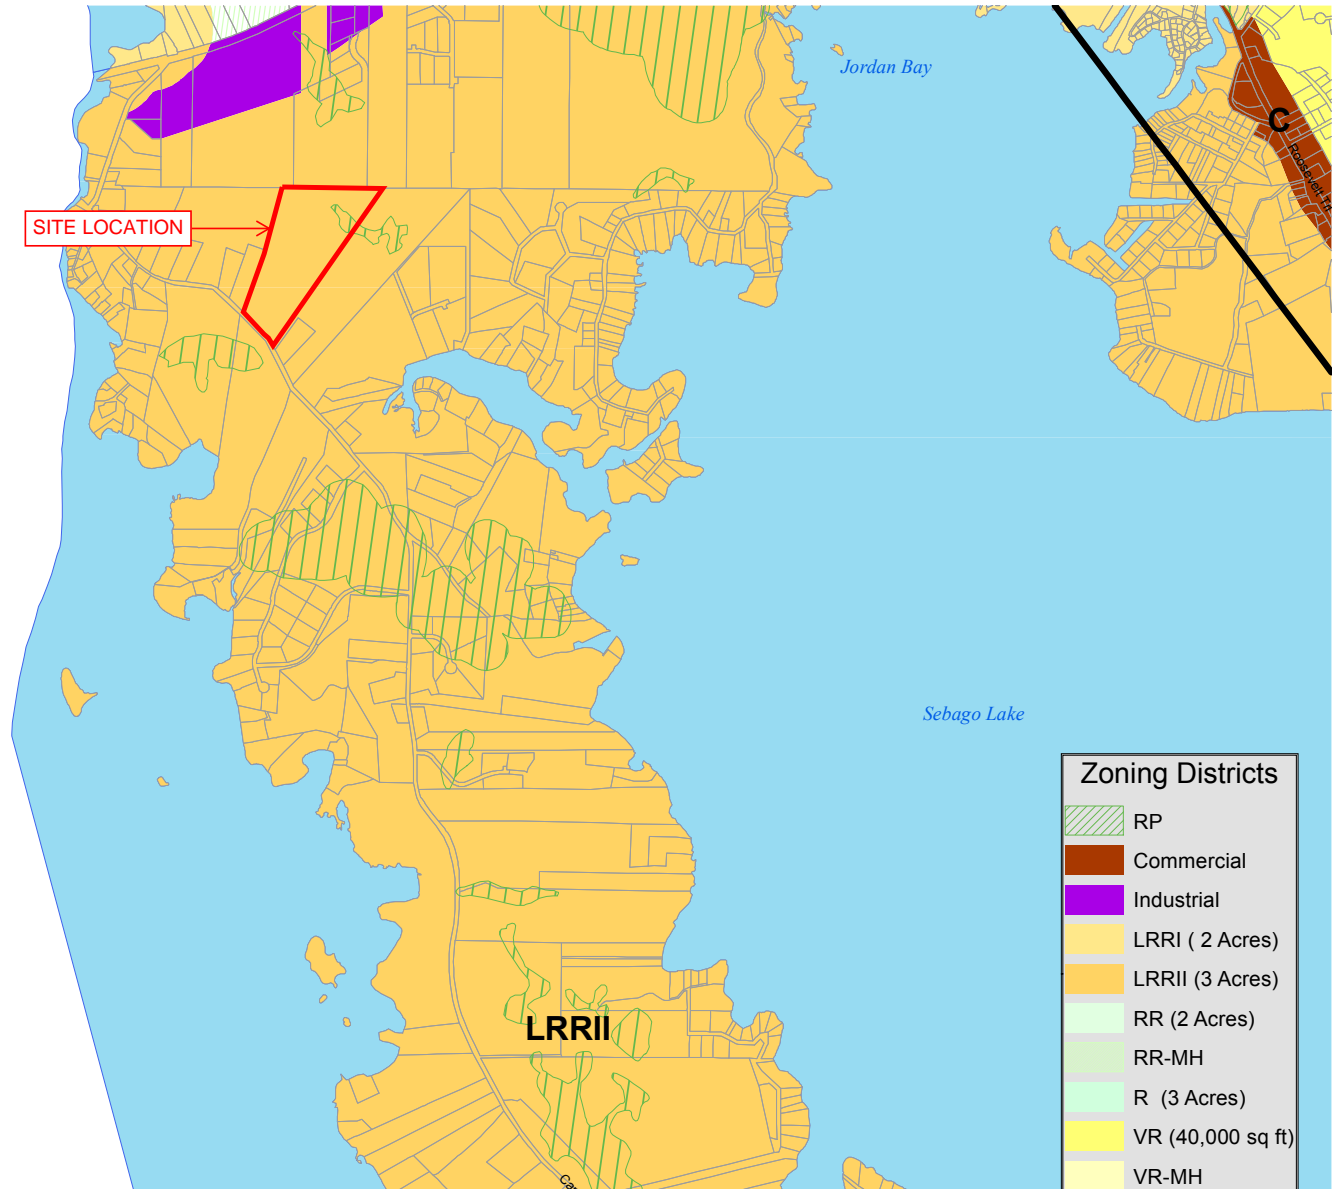 Jordan Bay
C
Roosevelt
SITE LOCATION
Sebago Lake
Zoning Districts
RP
Commercial
Industrial
LRRI ( 2 Acres)
LRRII (3 Acres)
RR (2 Acres)
RR-MH
R (3 Acres)
VR (40,000 sq ft)
VR-MH
LRRII